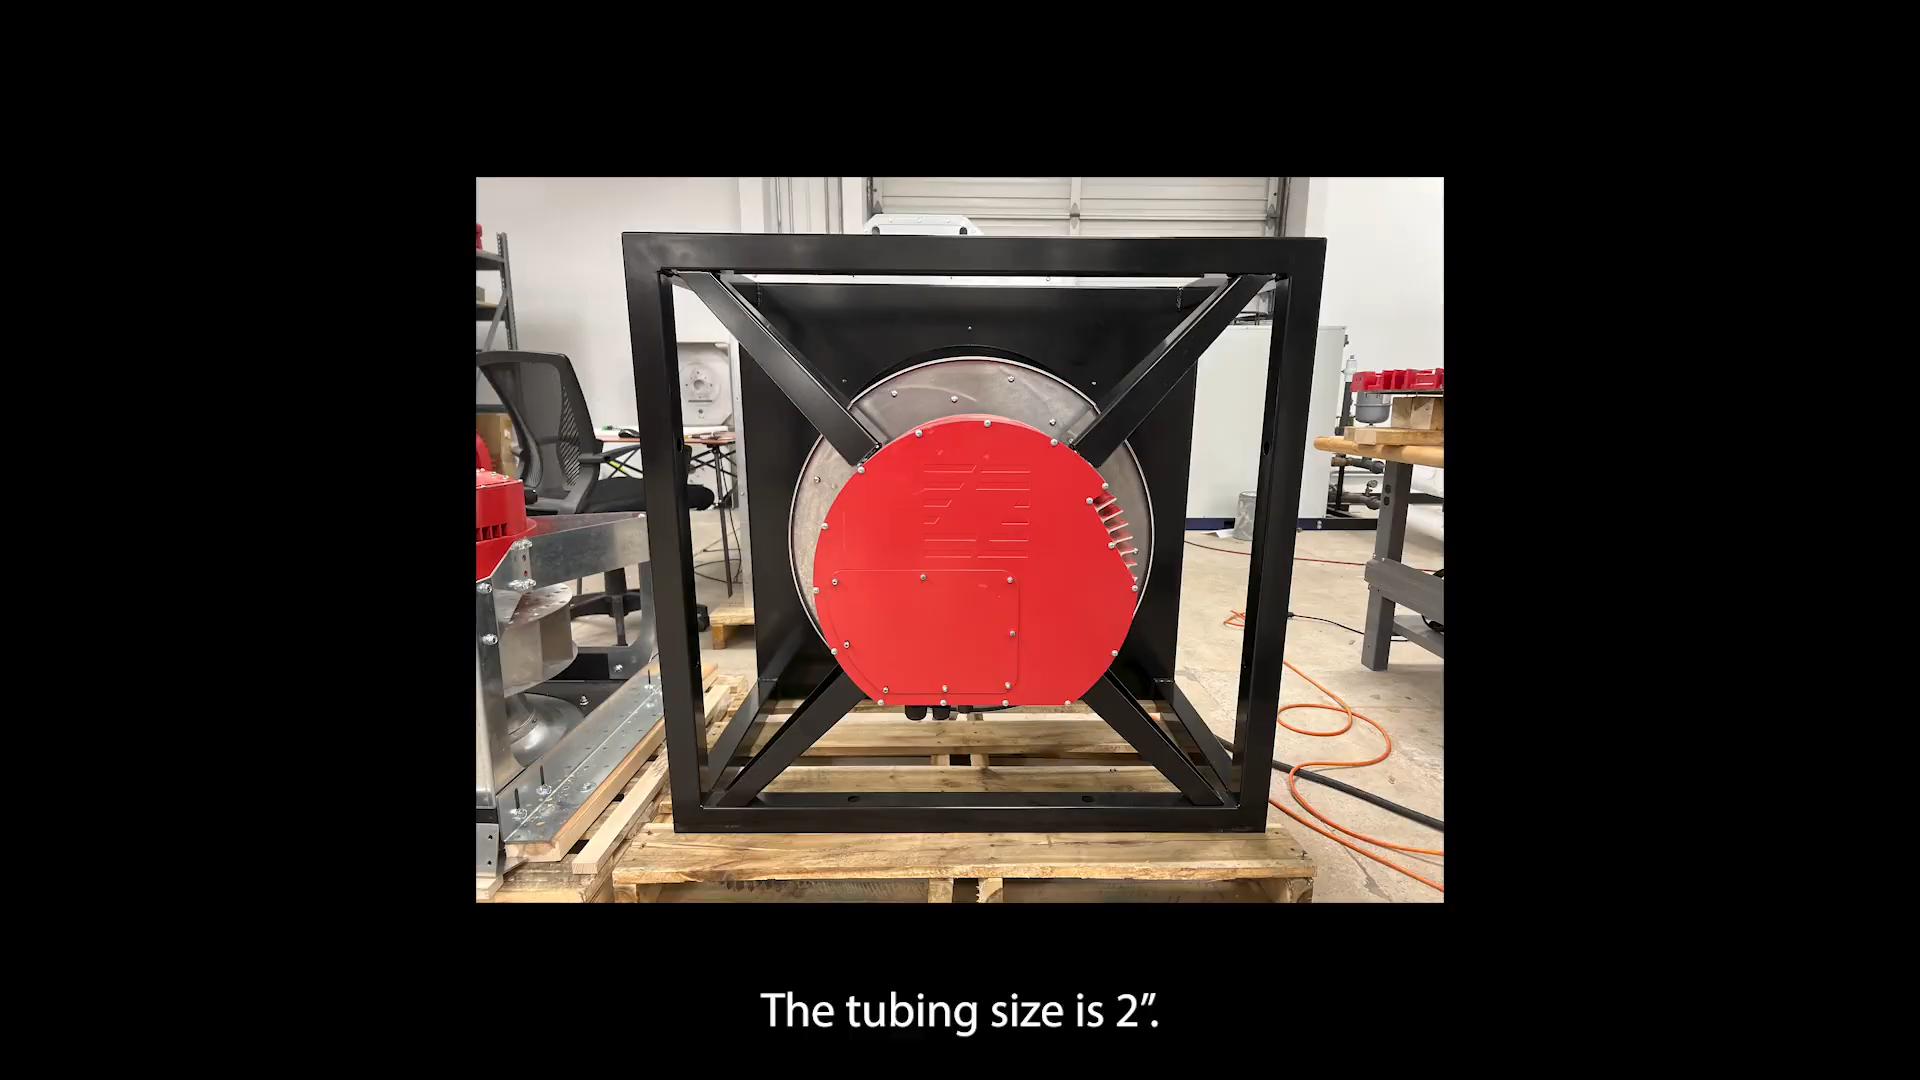 The tubing size is 2”.